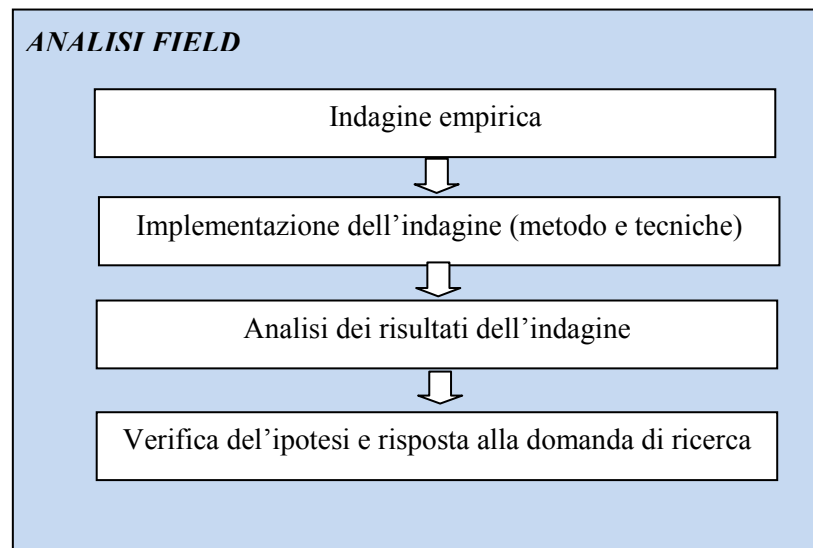 ANALISI FIELD
Indagine empirica
Implementazione dell’indagine (metodo e tecniche)
Analisi dei risultati dell’indagine
Verifica del’ipotesi e risposta alla domanda di ricerca